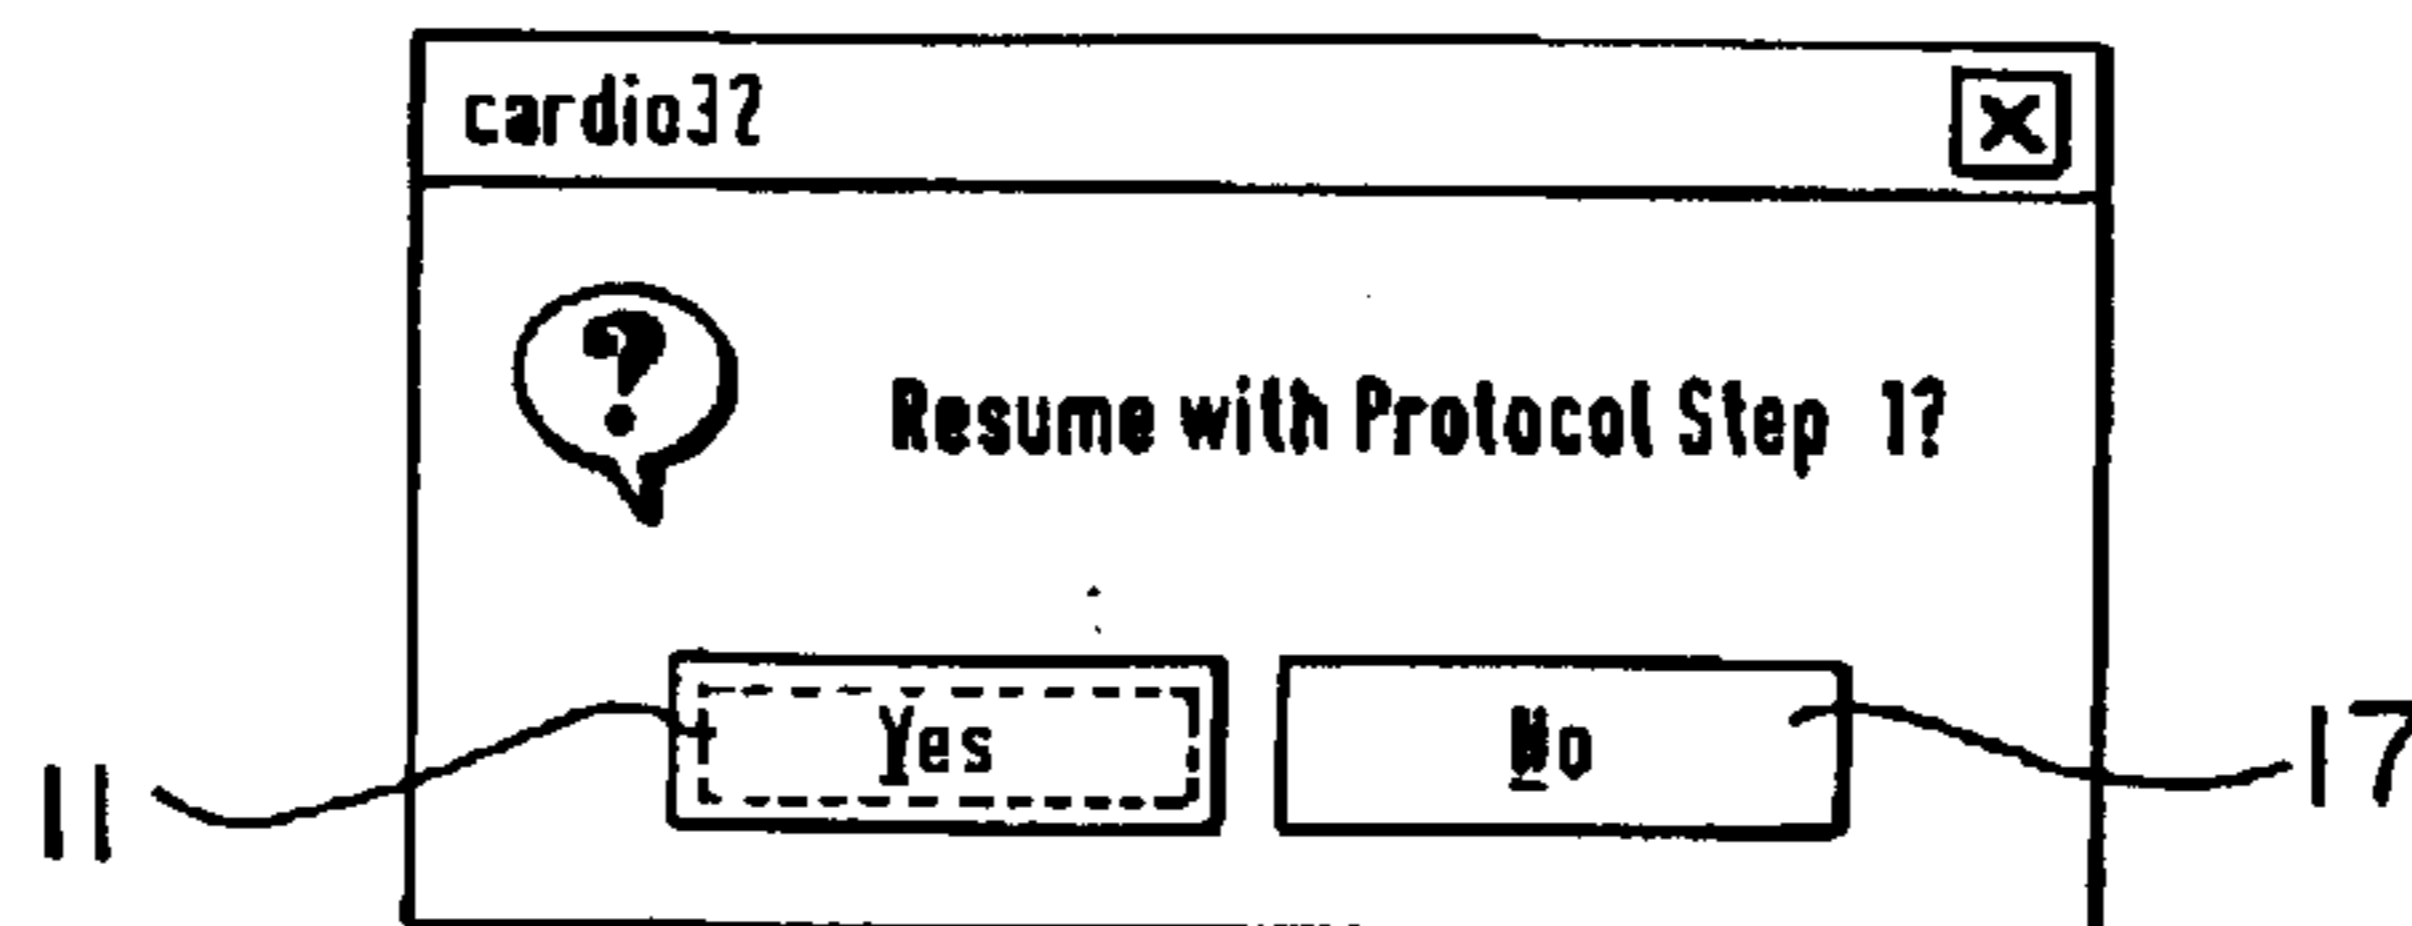 cardio32
Resume with Protocol Step 1?
Yes No
11 17